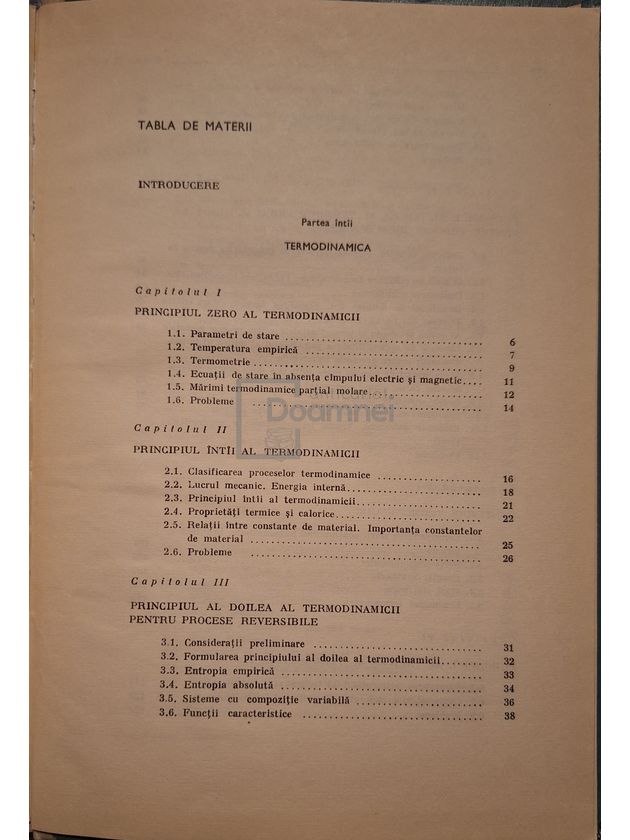 TABLA DE MATERII
INTRODUCERE
Partea întîi
TERMODINAMICA
Capitolul I
PRINCIPIUL ZERO AL TERMODINAMICII
1.1. Parametri de stare 6
1.2. Temperatura empirică 7
1.3. Termometrie 9
1.4. Ecuații de stare în absența cîmpului electric și magnetic 11
1.5. Mărimi termodinamice parțial molare 12
1.6. Probleme 14
Doamnei
Capitolul II
PRINCIPIUL ÎNTÎI AL TERMODINAMICII
2.1. Clasificarea proceselor termodinamice 16
2.2. Lucrul mecanic. Energia internă 18
2.3. Principiul întîi al termodinamicii 21
2.4. Proprietăți termice și calorice 22
2.5. Relații între constante de material. Importanța constantelor
de material 25
2.6. Probleme 26
Capitolul III
PRINCIPIUL AL DOILEA AL TERMODINAMICII
PENTRU PROCESE REVERSIBILE
3.1. Considerații preliminare 31
3.2. Formularea principiului al doilea al termodinamicii 32
3.3. Entropia empirică 33
3.4. Entropia absolută 34
3.5. Sisteme cu compoziție variabilă 36
3.6. Funcții caracteristice 38